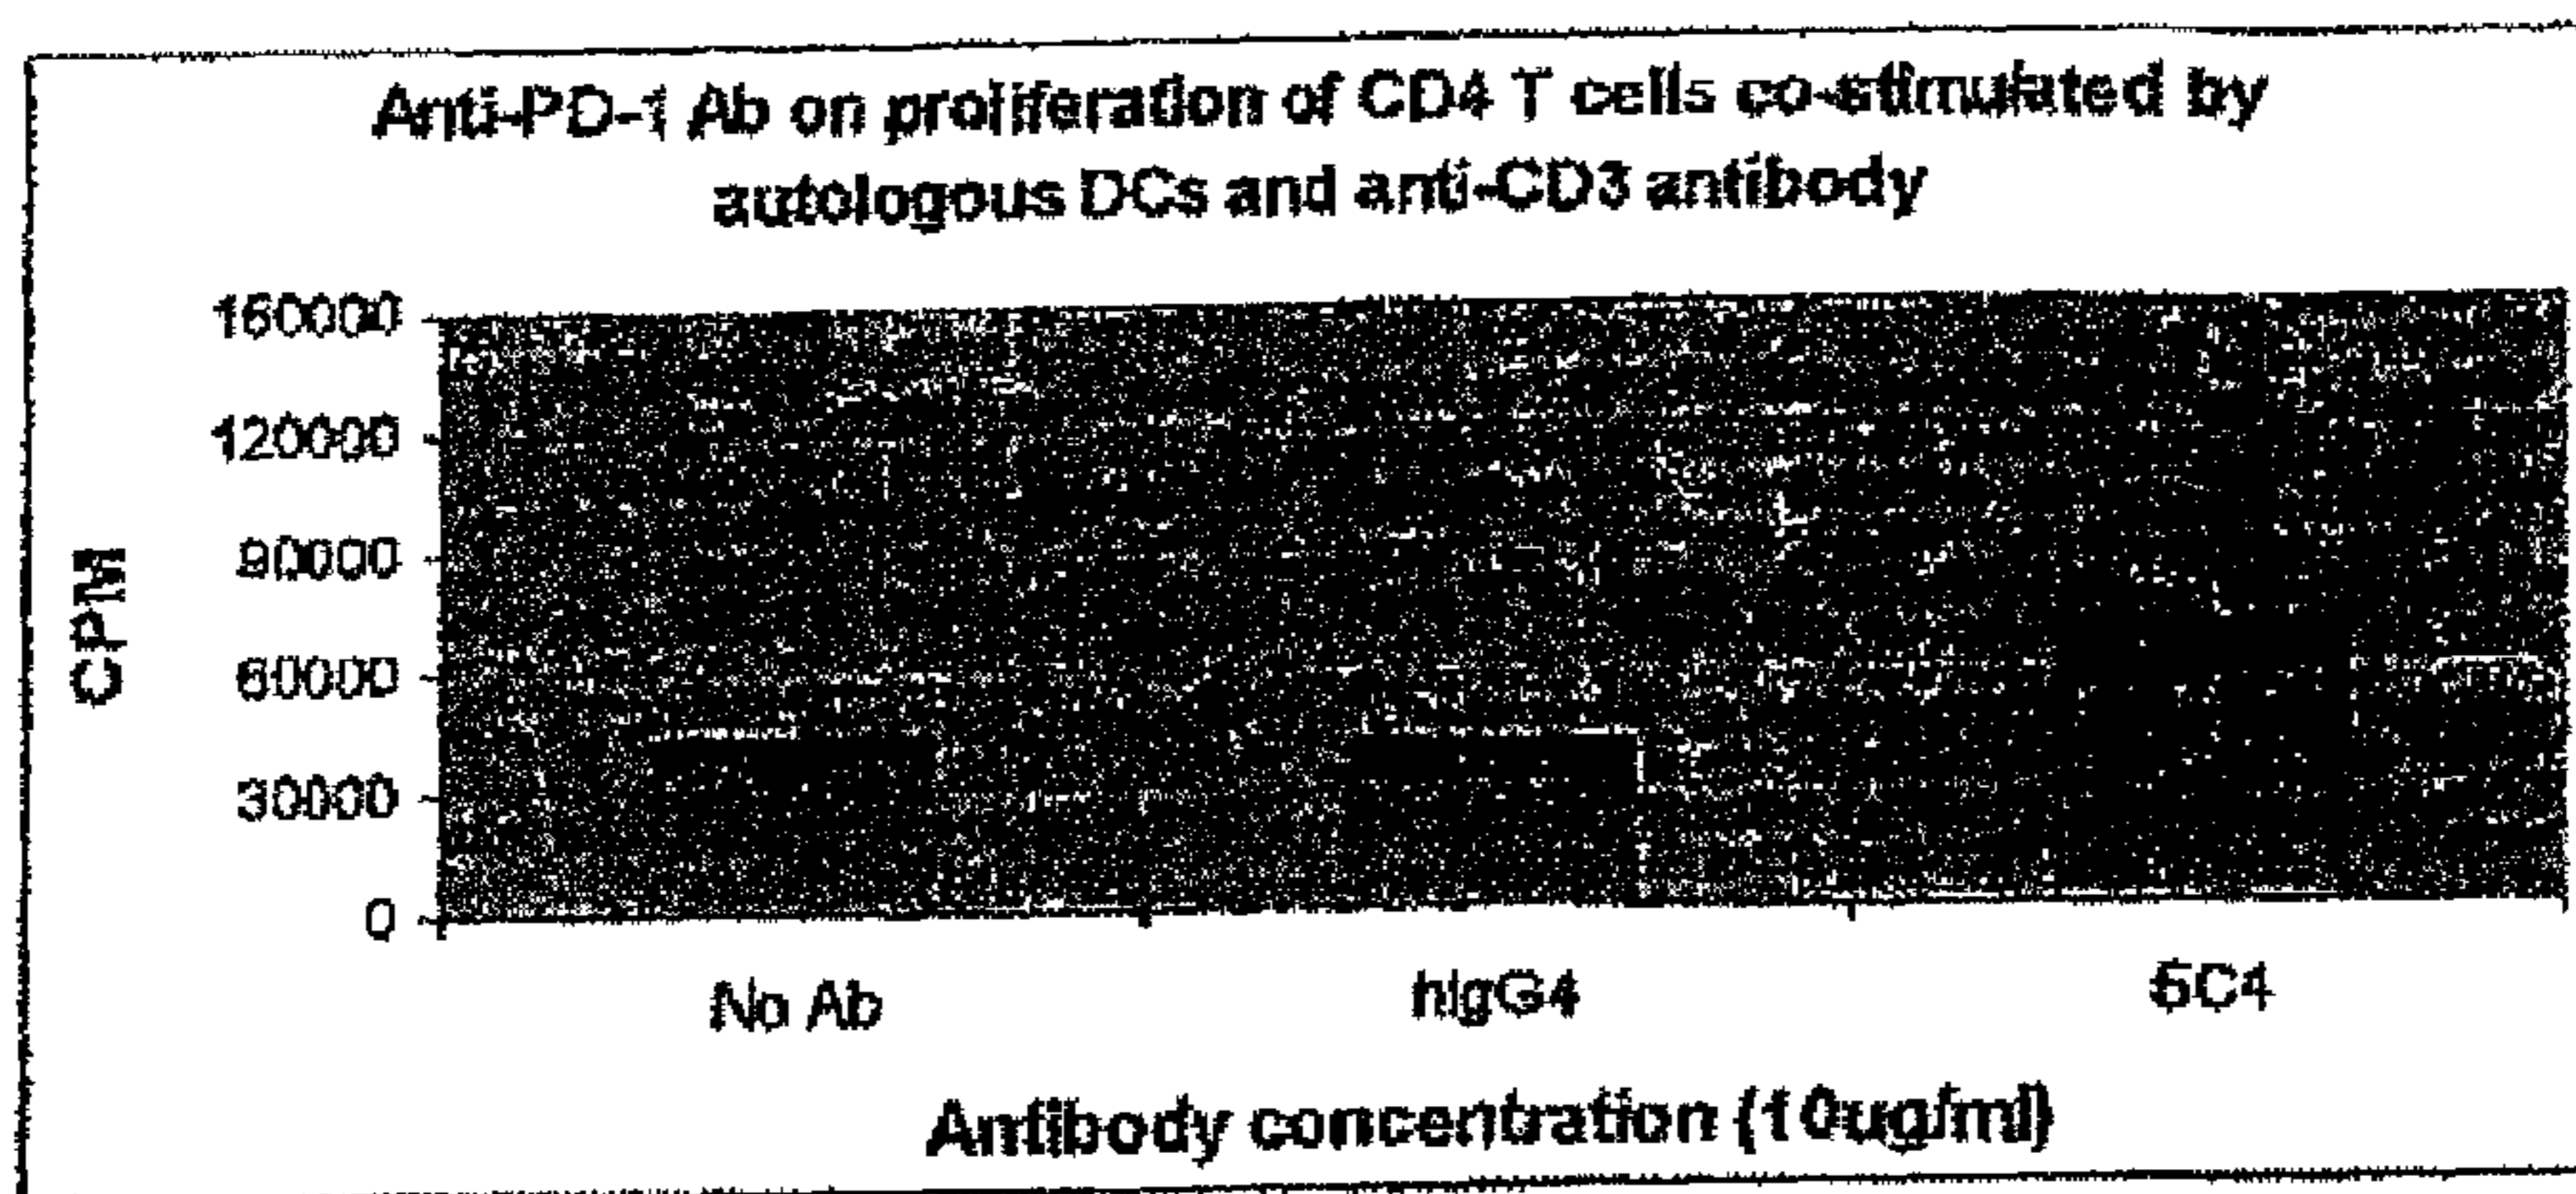 Anti-PD-1 Ab on proliferation of CD4 T cells co-stimulated by
autologous DCs and anti-CD3 antibody
150000
120000
90000
60000
30000
0
CPM
No Ab
hIgG4
5C4
Antibody concentration (10ug/ml)